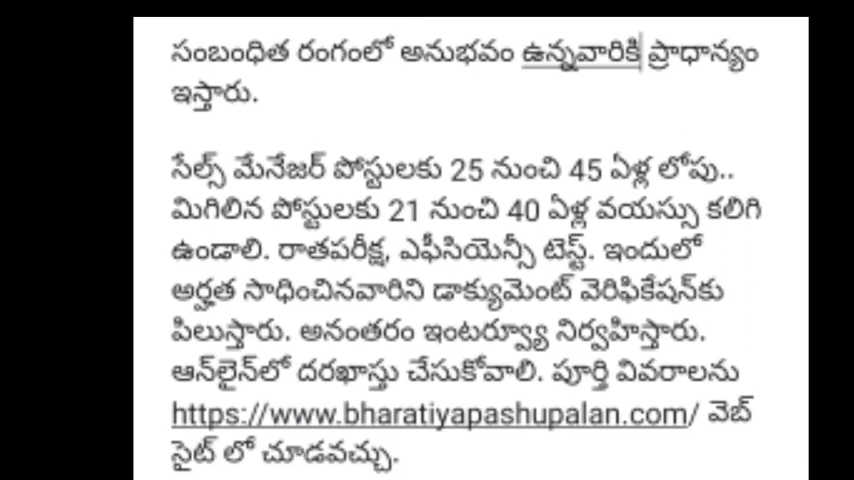 సంబంధిత రంగంలో అనుభవం ఉన్నవారికి ప్రాధాన్యం
ఇస్తారు.
సేల్స్ మేనేజర్ పోస్టులకు 25 నుంచి 45 ఏళ్ల లోపు..
మిగిలిన పోస్టులకు 21 నుంచి 40 ఏళ్ల వయస్సు కలిగి
ఉండాలి. రాతపరీక్ష, ఎఫీసియెన్సీ టెస్ట్. ఇందులో
అర్హత సాధించినవారిని డాక్యుమెంట్ వెరిఫికేషన్‌కు
పిలుస్తారు. అనంతరం ఇంటర్వ్యూ నిర్వహిస్తారు.
ఆన్‌లైన్‌లో దరఖాస్తు చేసుకోవాలి. పూర్తి వివరాలను
https://www.bharatiyapashupalan.com/ వెబ్
సైట్ లో చూడవచ్చు.